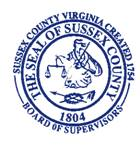 SUSSEX COUNTY VIRGINIA CREATED 1754
THE SEAL OF SUSSEX COUNTY
1804
BOARD OF SUPERVISORS